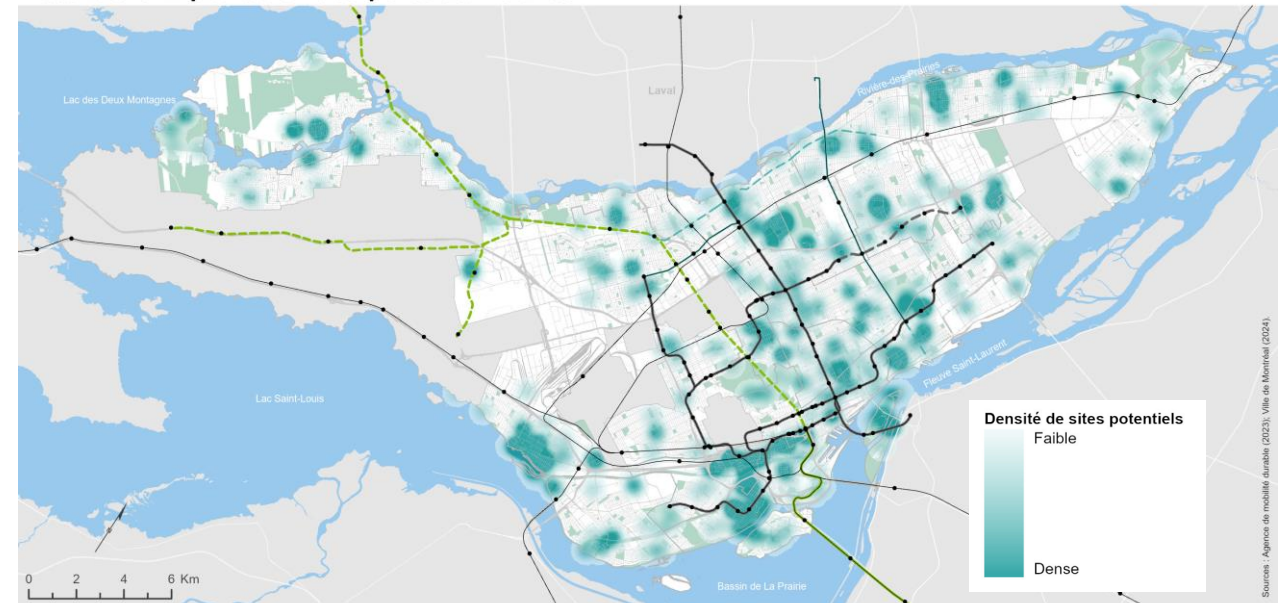 Lac des Deux Montagnes
Laval
Rivière-des-Prairies
Fleuve Saint-Laurent
Lac Saint-Louis
Bassin de La Prairie
Densité de sites potentiels
Faible
Dense
0 2 4 6 Km
Sources : Agence de mobilité durable (2023); Ville de Montréal (2024).